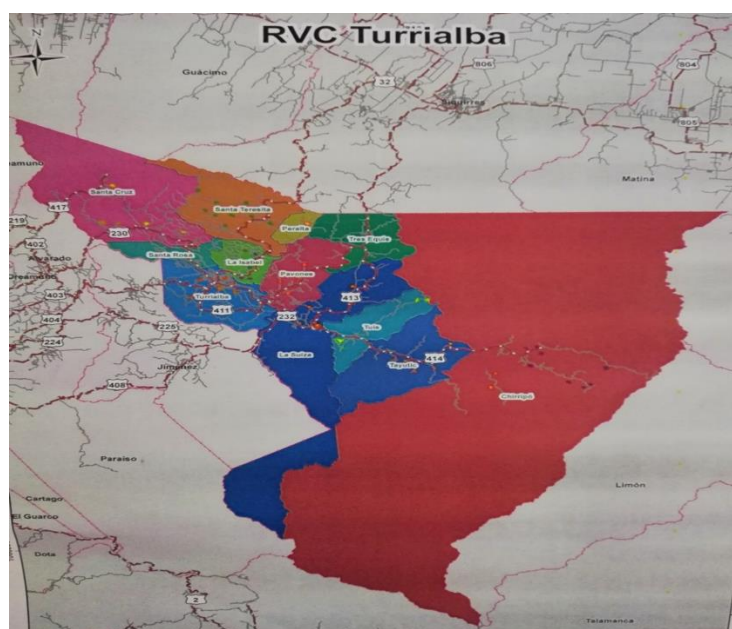 RVC Turrialba
N
Guácimo
32
806
804
Siquirres
805
Matina
417
Santa Cruz
Santa Teresita
219
230
Peralta
Tres Equis
402
Santa Rosa
La Isabel
Alvarado
Pavones
403
Turrialba
413
411
232
404
225
Tuis
224
La Suiza
414
Tayutic
Jiménez
408
Chirripó
Paraíso
Limón
Cartago
El Guarco
Dota
2
Talamanca